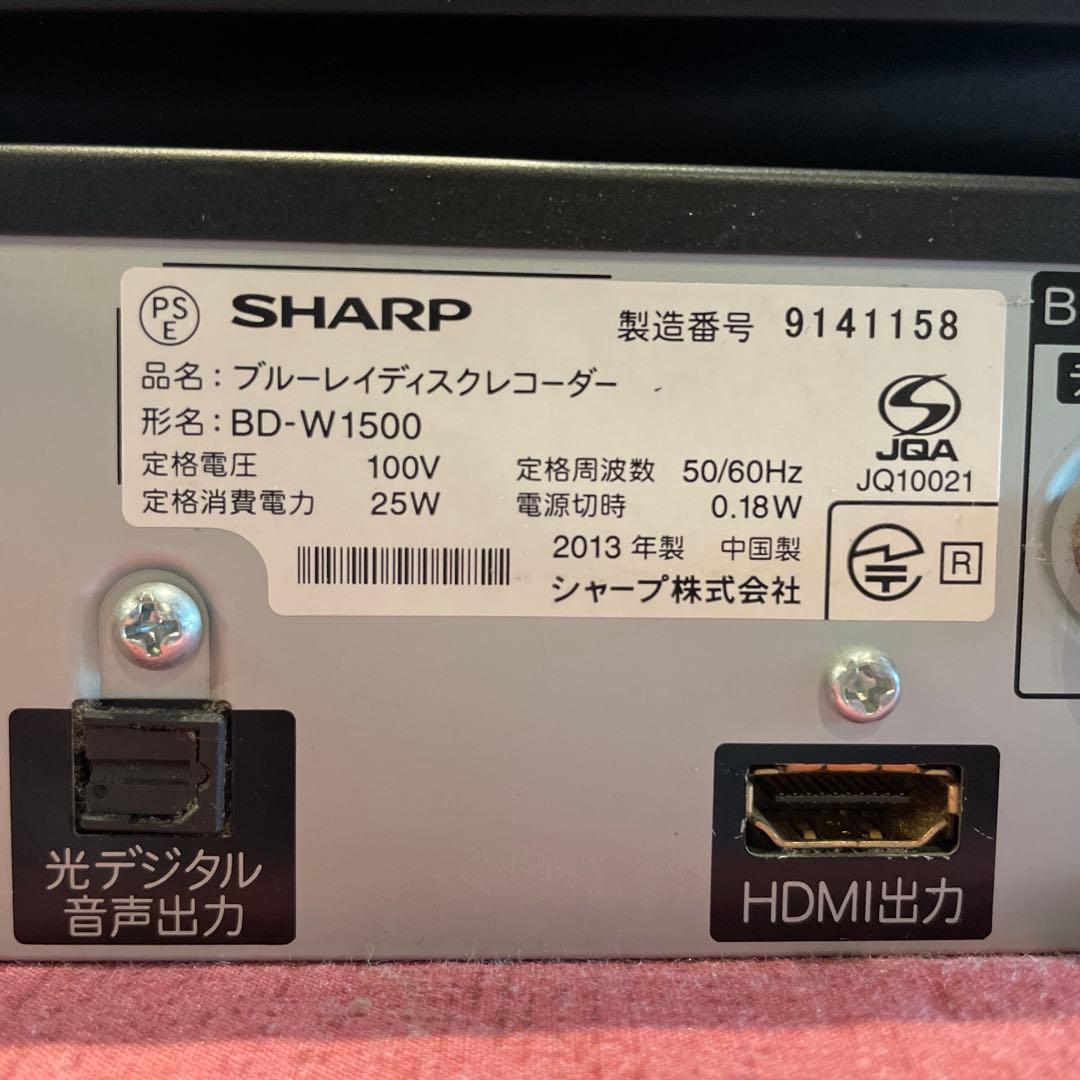 PS
E
SHARP
製造番号 9141158
品名：ブルーレイディスクレコーダー
形名：BD-W1500
定格電圧 100V 定格周波数 50/60Hz
定格消費電力 25W 電源切時 0.18W
2013年製 中国製
シャープ株式会社
JQA
JQ10021
R
B
光デジタル
音声出力
HDMI出力